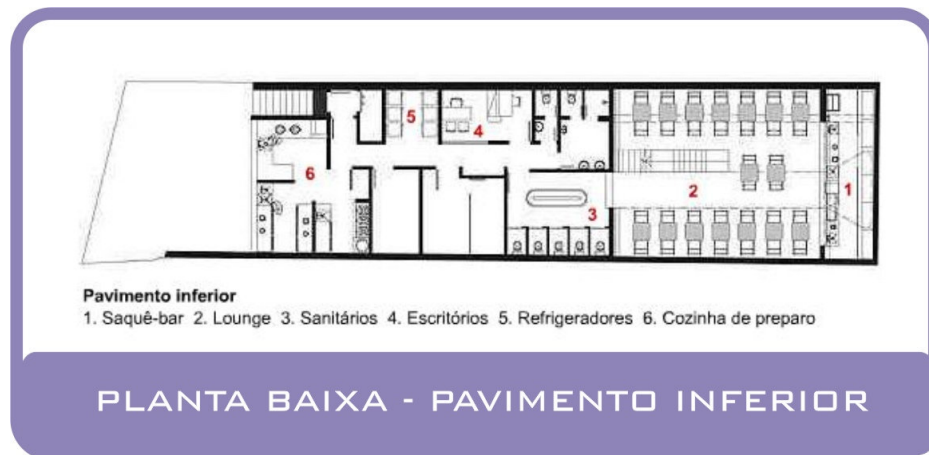 5
4
6
1
2
3
Pavimento inferior
1. Saquê-bar 2. Lounge 3. Sanitários 4. Escritórios 5. Refrigeradores 6. Cozinha de preparo
PLANTA BAIXA - PAVIMENTO INFERIOR